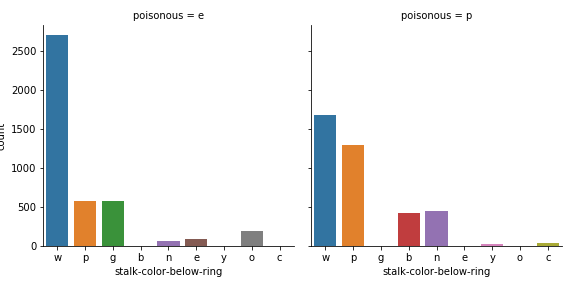 poisonous = e
poisonous = p
2500
2000
1500
1000
500
0
count
w p g b n e y o c
w p g b n e y o c
stalk-color-below-ring
stalk-color-below-ring